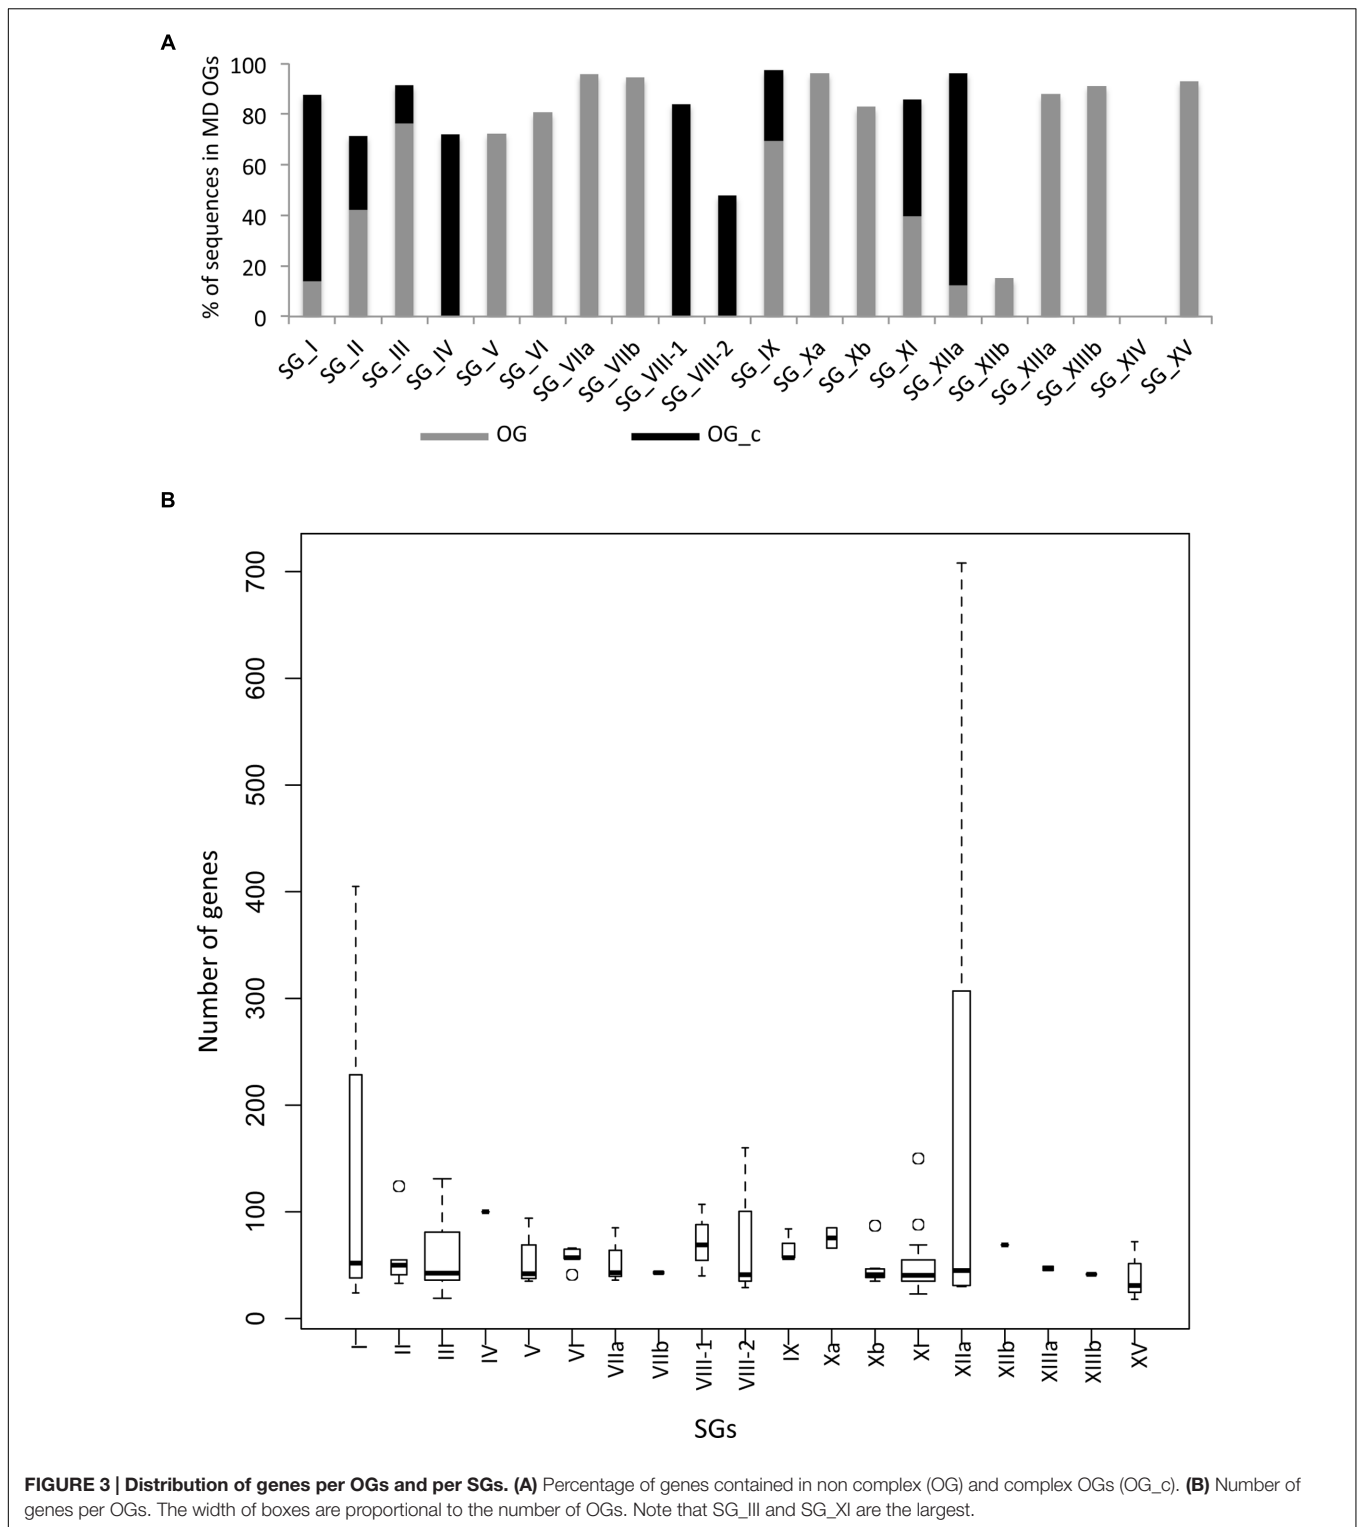 A
% of sequences in MD OGs
100
80
60
40
20
0
SG_I
SG_II
SG_III
SG_IV
SG_V
SG_VI
SG_VIIa
SG_VIIb
SG_VIII-1
SG_VIII-2
SG_IX
SG_Xa
SG_Xb
SG_XI
SG_XIIa
SG_XIIb
SG_XIIIa
SG_XIIIb
SG_XIV
SG_XV
OG
OG_c
B
Number of genes
700
600
500
400
300
200
100
0
I
II
III
IV
V
VI
VIIa
VIIb
VIII-1
VIII-2
IX
Xa
Xb
XI
XIIa
XIIb
XIIIa
XIIIb
XV
SGs
FIGURE 3 | Distribution of genes per OGs and per SGs. (A) Percentage of genes contained in non complex (OG) and complex OGs (OG_c). (B) Number of
genes per OGs. The width of boxes are proportional to the number of OGs. Note that SG_III and SG_XI are the largest.